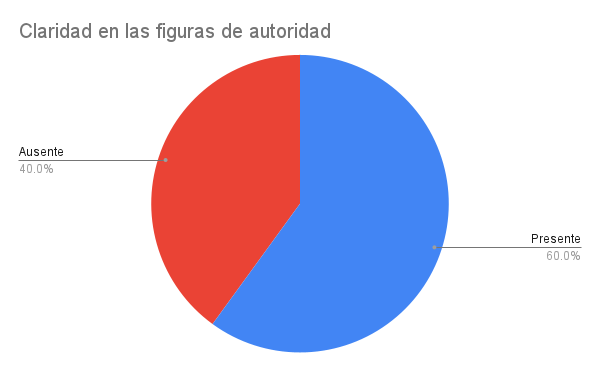 Claridad en las figuras de autoridad
Ausente
40.0%
Presente
60.0%